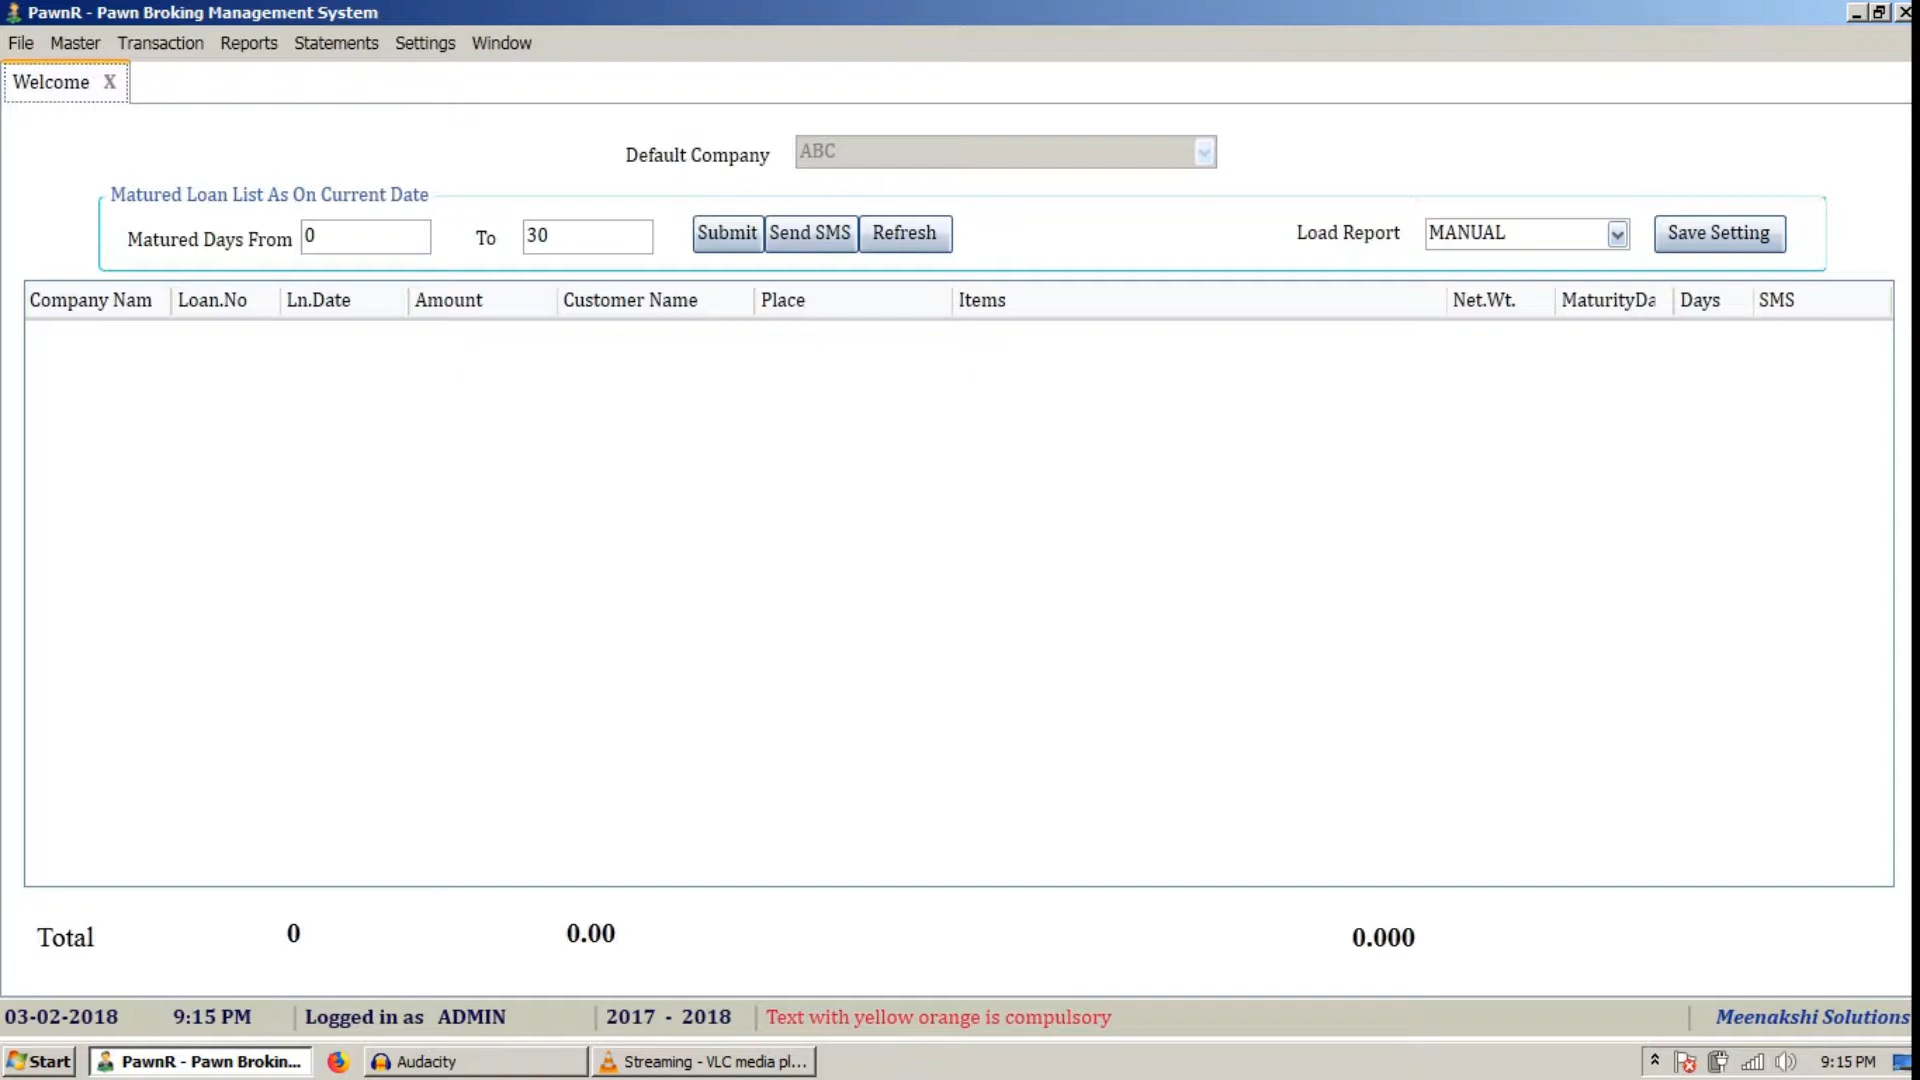 PawnR - Pawn Broking Management System
File Master Transaction Reports Statements Settings Window
Welcome X
Default Company ABC
Matured Loan List As On Current Date
Matured Days From 0 To 30 Submit Send SMS Refresh Load Report MANUAL Save Setting
Company Nam Loan.No Ln.Date Amount Customer Name Place Items Net.Wt. MaturityDa Days SMS
Total 0 0.00 0.000
03-02-2018 9:15 PM Logged in as ADMIN 2017 - 2018 Text with yellow orange is compulsory Meenakshi Solutions
Start PawnR - Pawn Brokin... Audacity Streaming - VLC media pl... 9:15 PM